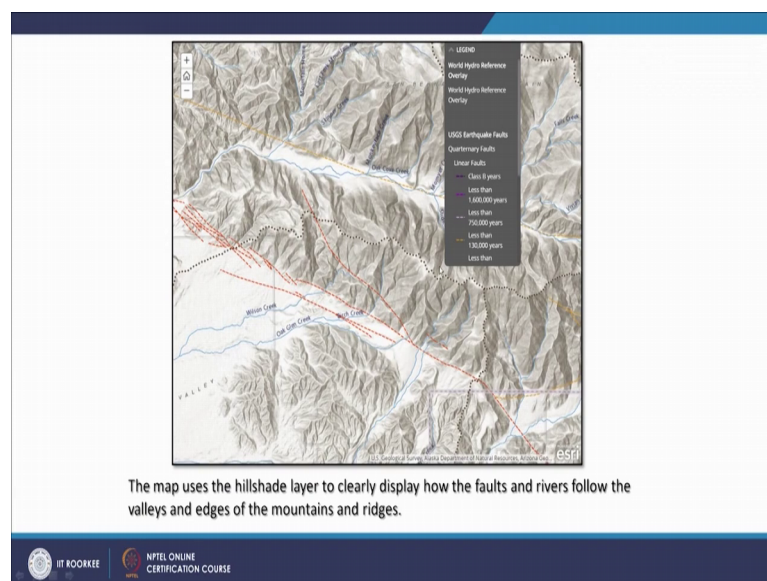 LEGEND
World Hydro Reference
Overlay
World Hydro Reference
Overlay
USGS Earthquake Faults
Quarternary Faults
Linear Faults
Class B years
Less than
1,600,000 years
Less than
750,000 years
Less than
130,000 years
Less than
Oak Creek
Wilson Creek
Oak Glen Creek
Birch Creek
VALLEY
U.S. Geological Survey, Alaska Department of Natural Resources, Arizona Geo...
esri
The map uses the hillshade layer to clearly display how the faults and rivers follow the
valleys and edges of the mountains and ridges.
IIT ROORKEE
NPTEL ONLINE
CERTIFICATION COURSE
NPTEL